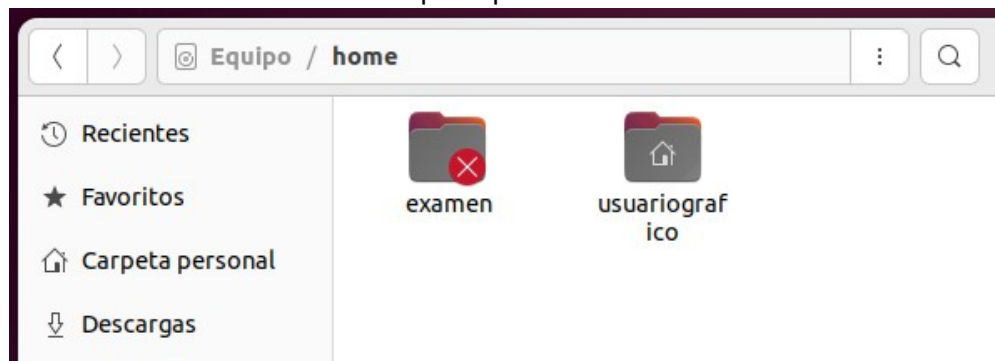 Equipo / home
Recientes
Favoritos
Carpeta personal
Descargas
examen
usuariograf
ico